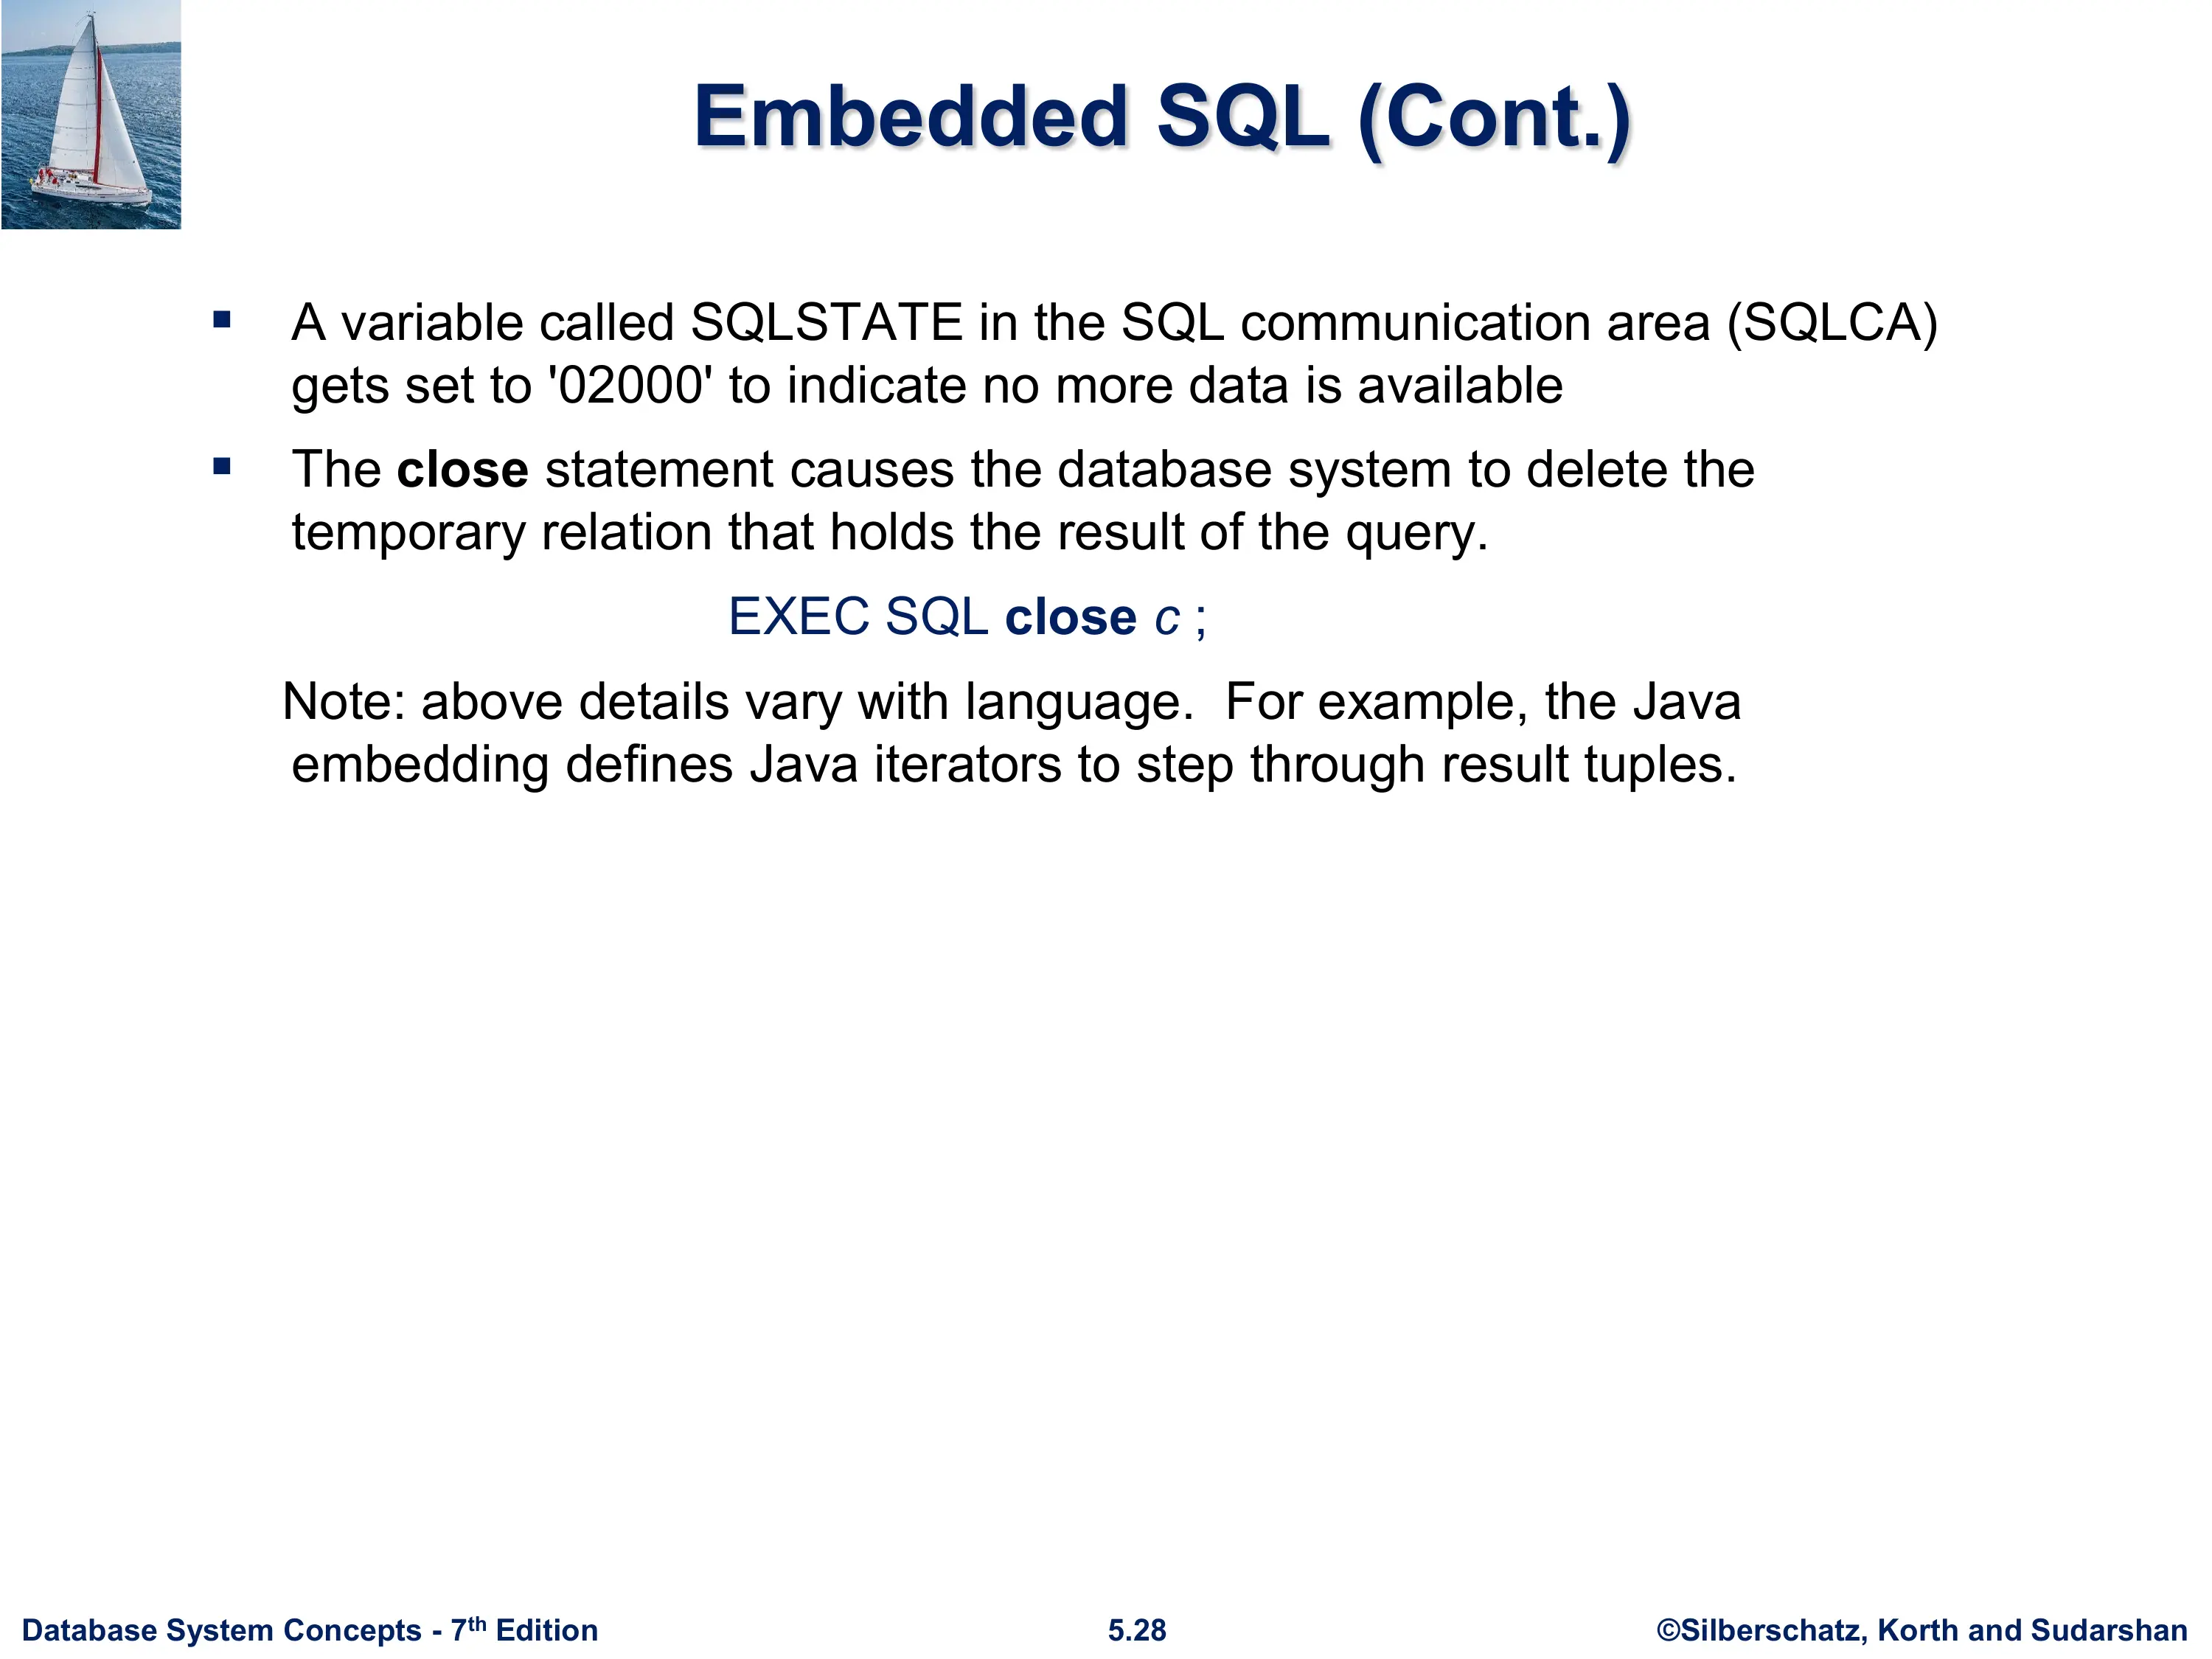 Embedded SQL (Cont.)
▪ A variable called SQLSTATE in the SQL communication area (SQLCA)
gets set to '02000' to indicate no more data is available
▪ The close statement causes the database system to delete the
temporary relation that holds the result of the query.
EXEC SQL close c ;
Note: above details vary with language.  For example, the Java
embedding defines Java iterators to step through result tuples.
Database System Concepts - 7th Edition
5.28
©Silberschatz, Korth and Sudarshan